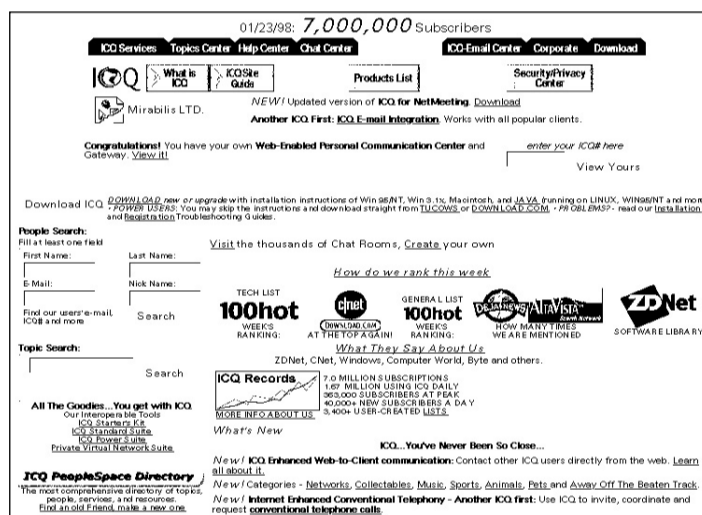 01/23/98: 7,000,000 Subscribers
ICQ Services Topics Center Help Center Chat Center ICQ-Email Center Corporate Download
ICQ What is ICQ ICQ Site Guide Products List Security/Privacy Center
Mirabilis LTD.
NEW! Updated version of ICQ for NetMeeting. Download
Another ICQ First: ICQ E-mail Integration. Works with all popular clients.
Congratulations! You have your own Web-Enabled Personal Communication Center and
Gateway. View it!
enter your ICQ# here
View Yours
Download ICQ
DOWNLOAD new or upgrade with installation instructions of Win 95/NT, Win 3.1x, Macintosh, and JAVA (running on LINUX, WIN95/NT and more
- POWER USERS: You may skip the instructions and download straight from TUCOWS or DOWNLOAD.COM. - PROBLEMS? - read our Installation
and Registration Troubleshooting Guides.
People Search:
Fill at least one field
First Name: Last Name:
E-Mail: Nick Name:
Find our users' e-mail,
ICQ# and more
Search
Topic Search:
Search
All The Goodies...You get with ICQ
Our Interoperable Tools
ICQ Starter's Kit
ICQ Standard Suite
ICQ Power Suite
Private Virtual Network Suite
ICQ PeopleSpace Directory
The most comprehensive directory of topics,
people, services, and resources.
Find an old Friend, make a new one
Visit the thousands of Chat Rooms, Create your own
How do we rank this week
TECH LIST
100hot
WEEK'S
RANKING:
c|net
DOWNLOAD.COM
AT THE TOP AGAIN!
GENERAL LIST
100hot
WEEK'S
RANKING:
DEJA NEWS ALTAVISTA
Search Network
HOW MANY TIMES
WE ARE MENTIONED
ZDNet
SOFTWARE LIBRARY
What They Say About Us
ZDNet, CNet, Windows, Computer World, Byte and others.
ICQ Records
MORE INFO ABOUT US
7.0 MILLION SUBSCRIPTIONS
1.67 MILLION USING ICQ DAILY
363,000 SUBSCRIBERS AT PEAK
40,000+ NEW SUBSCRIBERS A DAY
3,400+ USER-CREATED LISTS
What's New
ICQ...You've Never Been So Close...
New! ICQ Enhanced Web-to-Client communication: Contact other ICQ users directly from the web. Learn
all about it.
New! Categories - Networks, Collectables, Music, Sports, Animals, Pets and Away Off The Beaten Track.
New! Internet Enhanced Conventional Telephony - Another ICQ first: Use ICQ to invite, coordinate and
request conventional telephone calls.